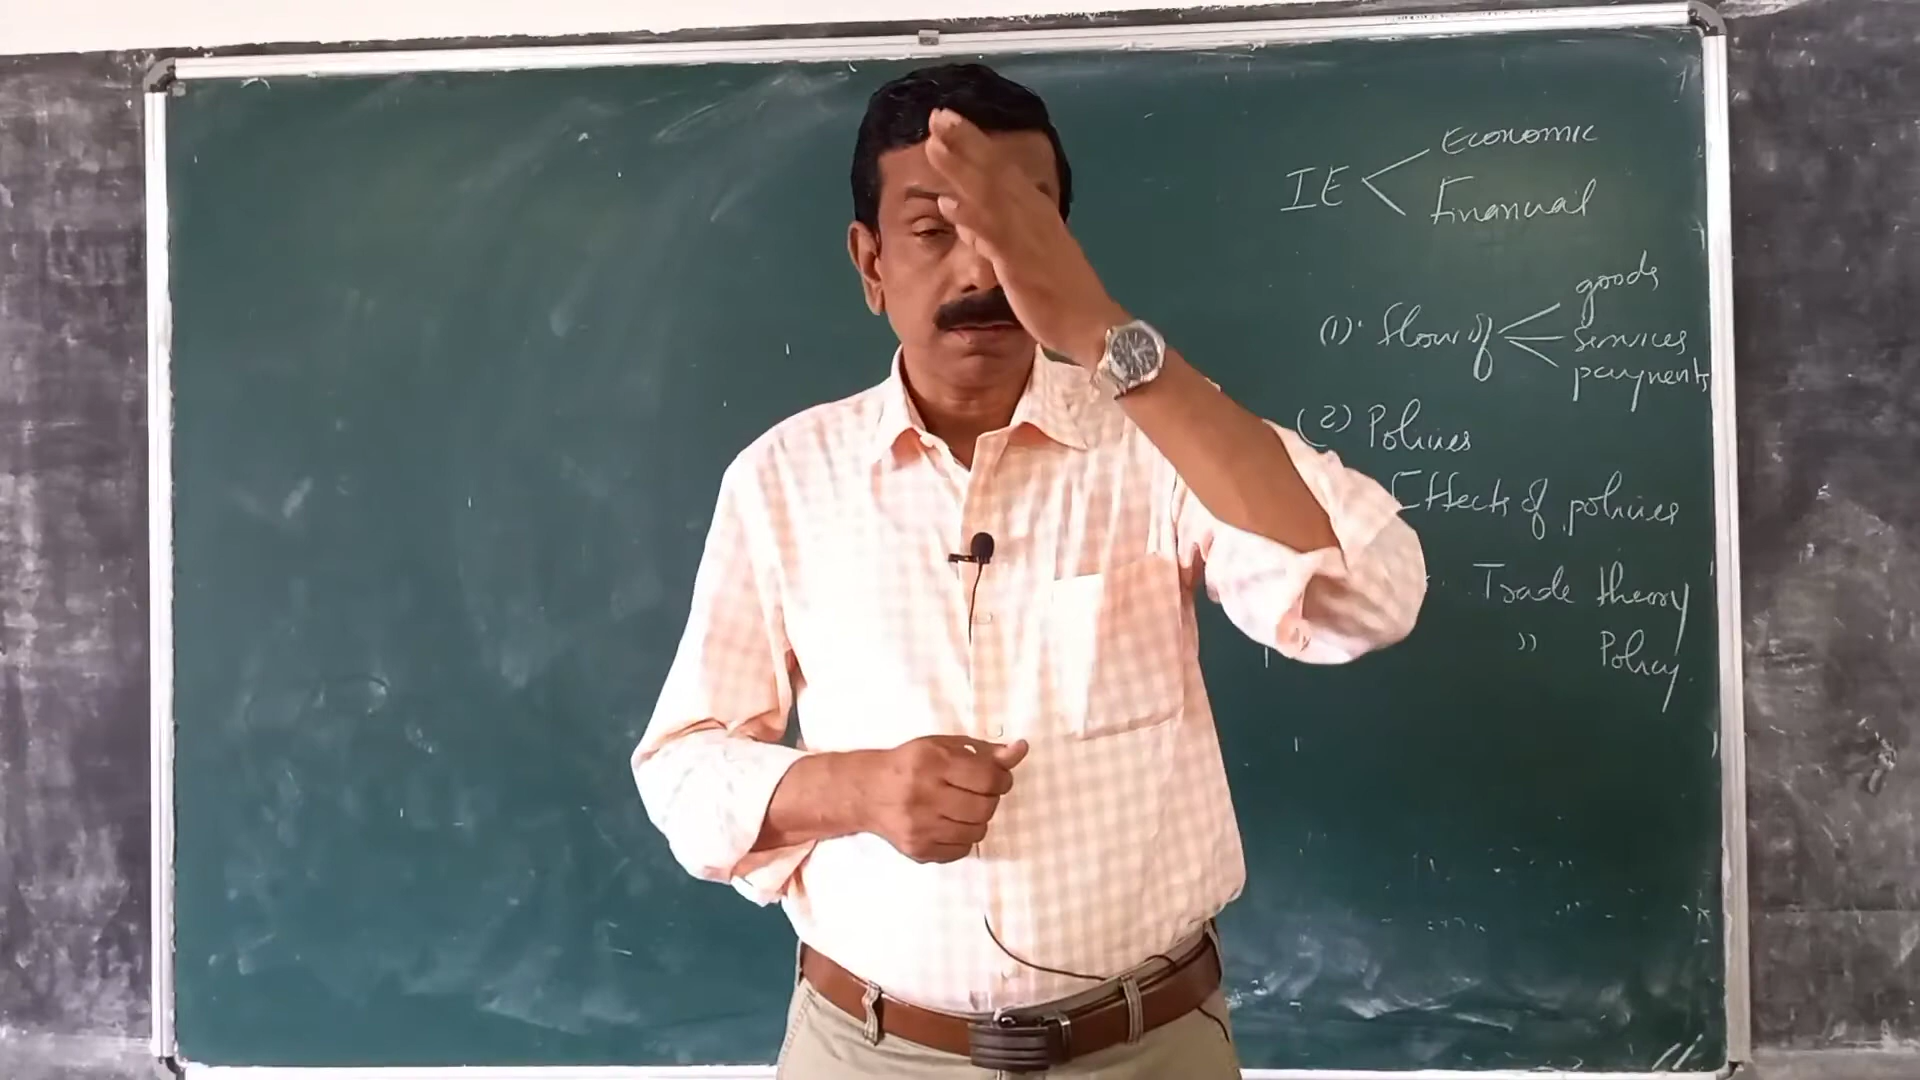 Economic
IE
Financial
goods
(1). flow of
services
payments
(2) Policies
Effects of policies
Trade theory
" Policy.